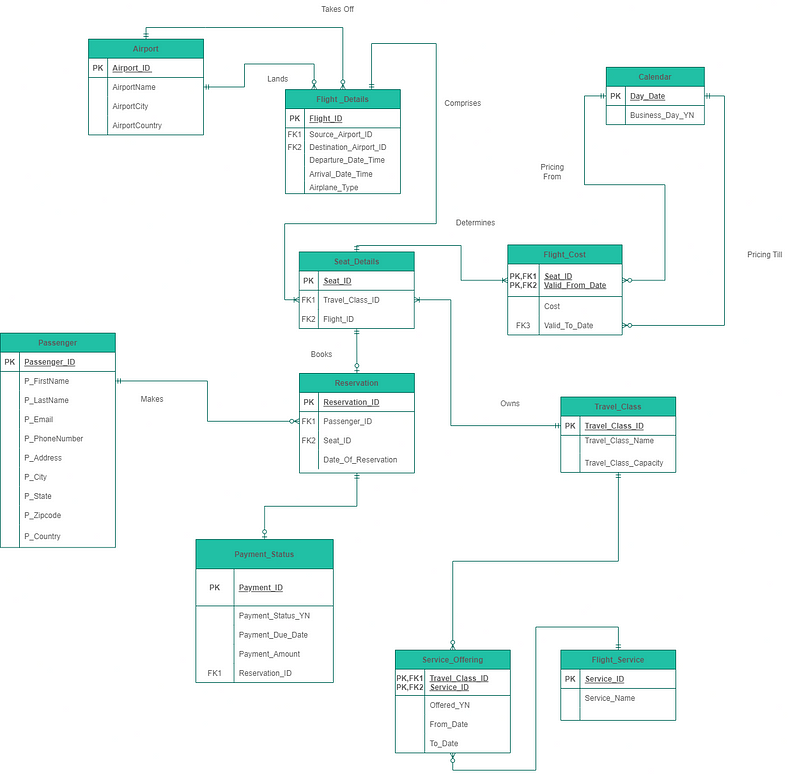 Takes Off
Airport
PK Airport_ID
AirportName
AirportCity
AirportCountry
Lands
Flight _Details
PK Flight_ID
FK1 Source_Airport_ID
FK2 Destination_Airport_ID
Departure_Date_Time
Arrival_Date_Time
Airplane_Type
Comprises
Calendar
PK Day_Date
Business_Day_YN
Pricing
From
Pricing Till
Determines
Seat_Details
PK Seat_ID
FK1 Travel_Class_ID
FK2 Flight_ID
Flight_Cost
PK,FK1 Seat_ID
PK,FK2 Valid_From_Date
Cost
FK3 Valid_To_Date
Passenger
PK Passenger_ID
P_FirstName
P_LastName
P_Email
P_PhoneNumber
P_Address
P_City
P_State
P_Zipcode
P_Country
Makes
Books
Reservation
PK Reservation_ID
FK1 Passenger_ID
FK2 Seat_ID
Date_Of_Reservation
Owns
Travel_Class
PK Travel_Class_ID
Travel_Class_Name
Travel_Class_Capacity
Payment_Status
PK Payment_ID
Payment_Status_YN
Payment_Due_Date
Payment_Amount
FK1 Reservation_ID
Service_Offering
PK,FK1 Travel_Class_ID
PK,FK2 Service_ID
Offered_YN
From_Date
To_Date
Flight_Service
PK Service_ID
Service_Name